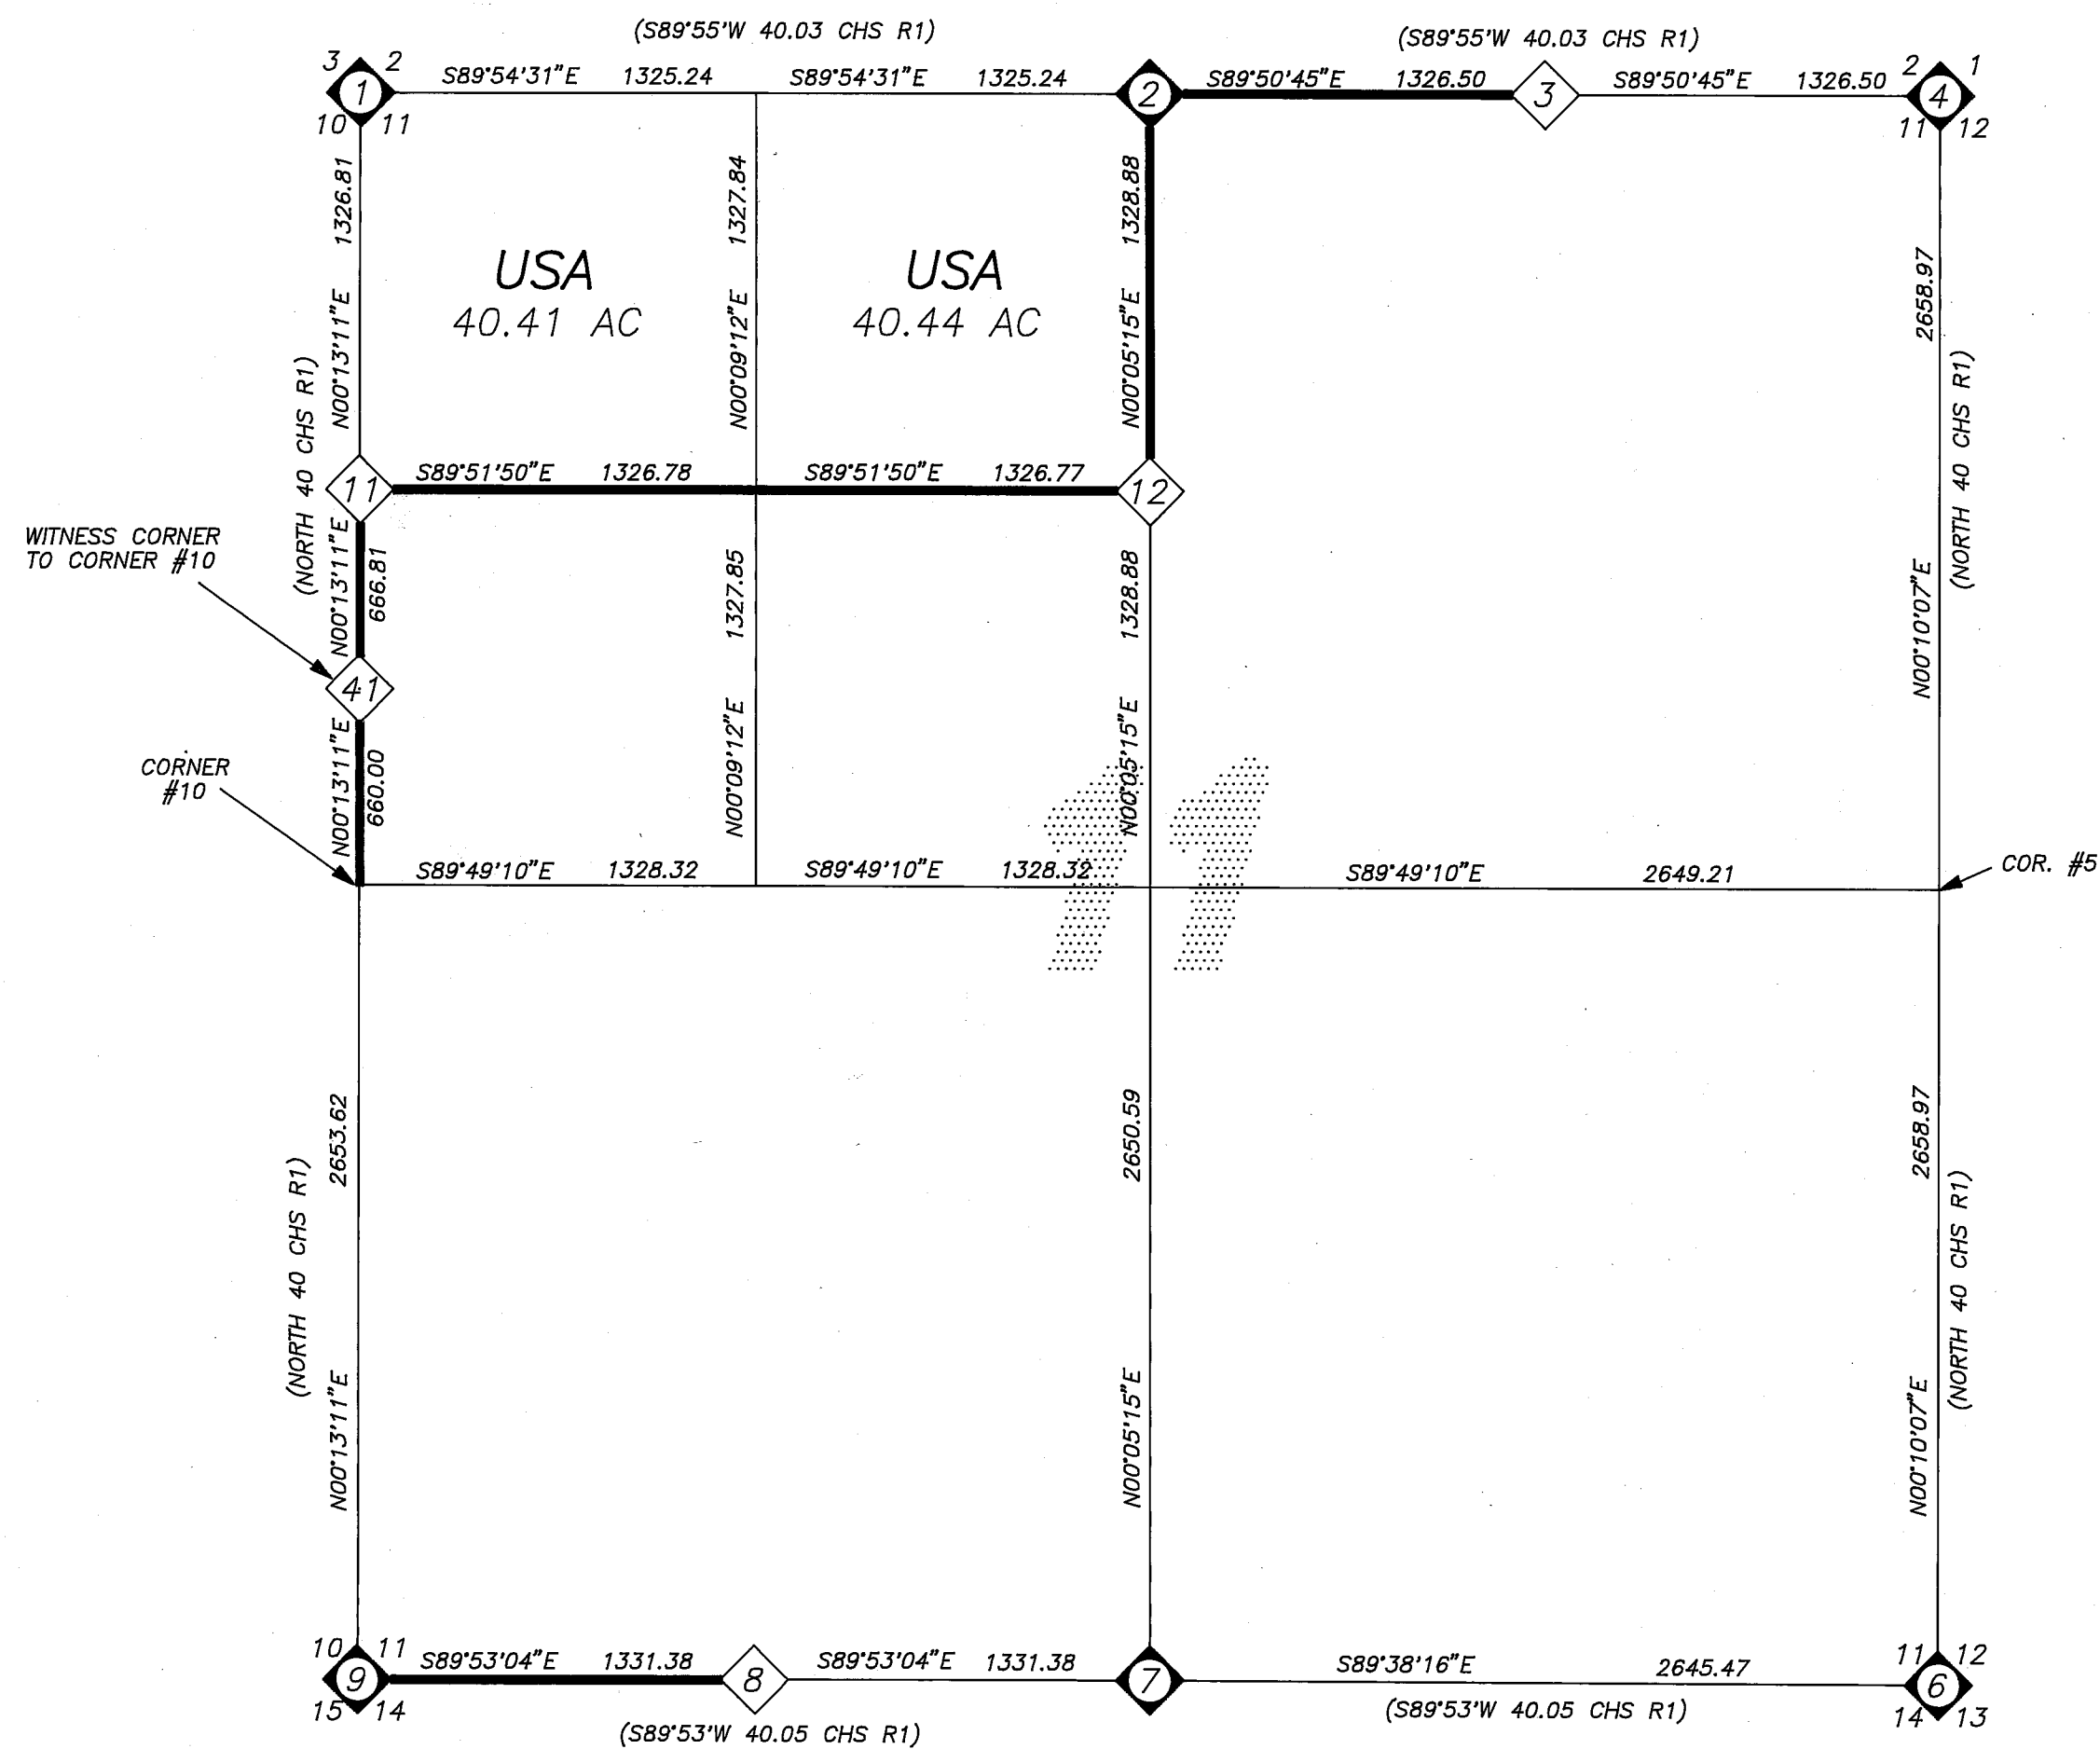 (S89°55'W 40.03 CHS R1)
(S89°55'W 40.03 CHS R1)
3 2
S89°54'31"E 1325.24
S89°54'31"E 1325.24
S89°50'45"E 1326.50
S89°50'45"E 1326.50
2 1
1
2
3
4
10 11
11 12
N00°13'11"E 1326.81
N00°09'12"E 1327.84
N00°05'15"E 1328.88
2658.97
USA
40.41 AC
USA
40.44 AC
(NORTH 40 CHS R1)
(NORTH 40 CHS R1)
S89°51'50"E 1326.78
S89°51'50"E 1326.77
11
12
WITNESS CORNER
TO CORNER #10
N00°13'11"E
666.81
N00°09'12"E 1327.85
N00°05'15"E 1328.88
N00°10'07"E
41
CORNER
#10
N00°13'11"E
660.00
11
S89°49'10"E 1328.32
S89°49'10"E 1328.32
S89°49'10"E 2649.21
COR. #5
N00°13'11"E 2653.62
N00°05'15"E 2650.59
N00°10'07"E 2658.97
(NORTH 40 CHS R1)
(NORTH 40 CHS R1)
10 11
S89°53'04"E 1331.38
S89°53'04"E 1331.38
S89°38'16"E 2645.47
11 12
9
8
7
6
15 14
14 13
(S89°53'W 40.05 CHS R1)
(S89°53'W 40.05 CHS R1)